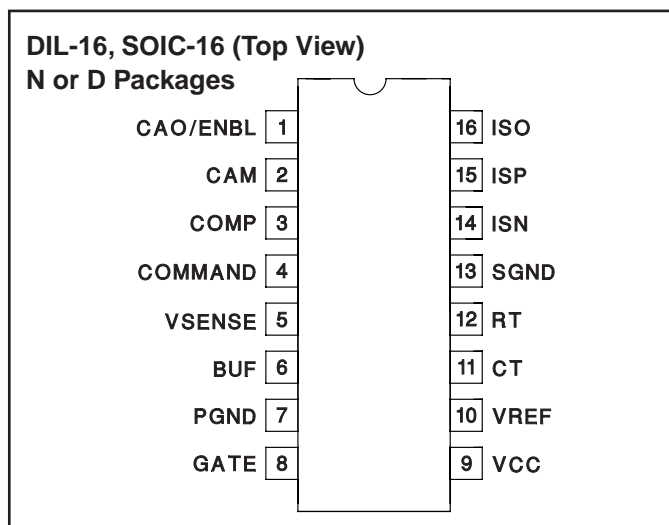 DIL-16, SOIC-16 (Top View)
N or D Packages
CAO/ENBL 1 16 ISO
CAM 2 15 ISP
COMP 3 14 ISN
COMMAND 4 13 SGND
VSENSE 5 12 RT
BUF 6 11 CT
PGND 7 10 VREF
GATE 8 9 VCC